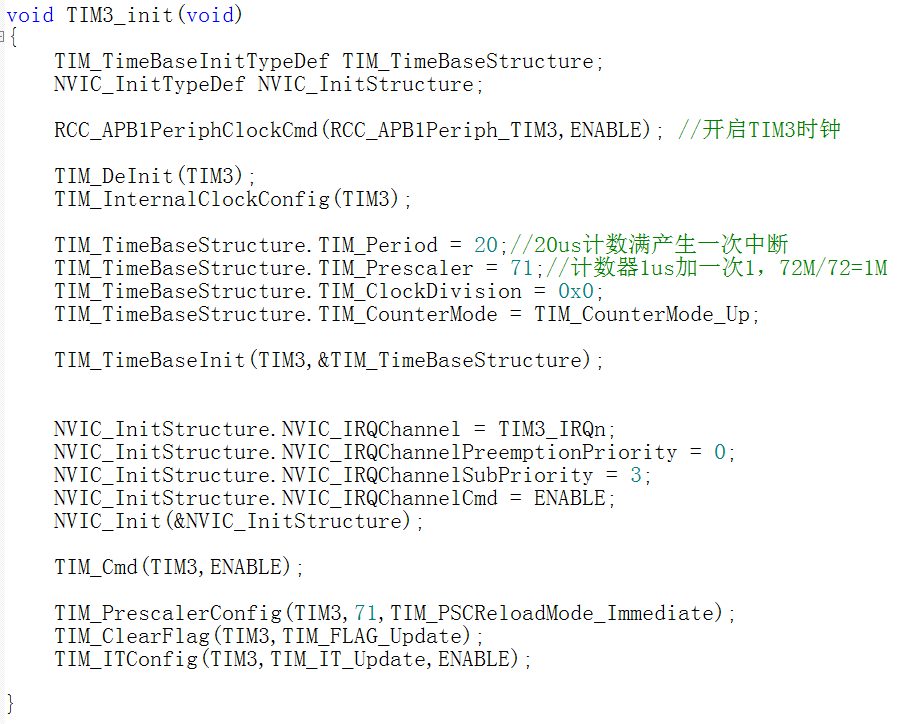 void TIM3_init(void)
{
TIM_TimeBaseInitTypeDef TIM_TimeBaseStructure;
NVIC_InitTypeDef NVIC_InitStructure;
RCC_APB1PeriphClockCmd(RCC_APB1Periph_TIM3,ENABLE); //开启TIM3时钟
TIM_DeInit(TIM3);
TIM_InternalClockConfig(TIM3);
TIM_TimeBaseStructure.TIM_Period = 20;//20us计数满产生一次中断
TIM_TimeBaseStructure.TIM_Prescaler = 71;//计数器1us加一次1，72M/72=1M
TIM_TimeBaseStructure.TIM_ClockDivision = 0x0;
TIM_TimeBaseStructure.TIM_CounterMode = TIM_CounterMode_Up;
TIM_TimeBaseInit(TIM3,&TIM_TimeBaseStructure);
NVIC_InitStructure.NVIC_IRQChannel = TIM3_IRQn;
NVIC_InitStructure.NVIC_IRQChannelPreemptionPriority = 0;
NVIC_InitStructure.NVIC_IRQChannelSubPriority = 3;
NVIC_InitStructure.NVIC_IRQChannelCmd = ENABLE;
NVIC_Init(&NVIC_InitStructure);
TIM_Cmd(TIM3,ENABLE);
TIM_PrescalerConfig(TIM3,71,TIM_PSCReloadMode_Immediate);
TIM_ClearFlag(TIM3,TIM_FLAG_Update);
TIM_ITConfig(TIM3,TIM_IT_Update,ENABLE);
}